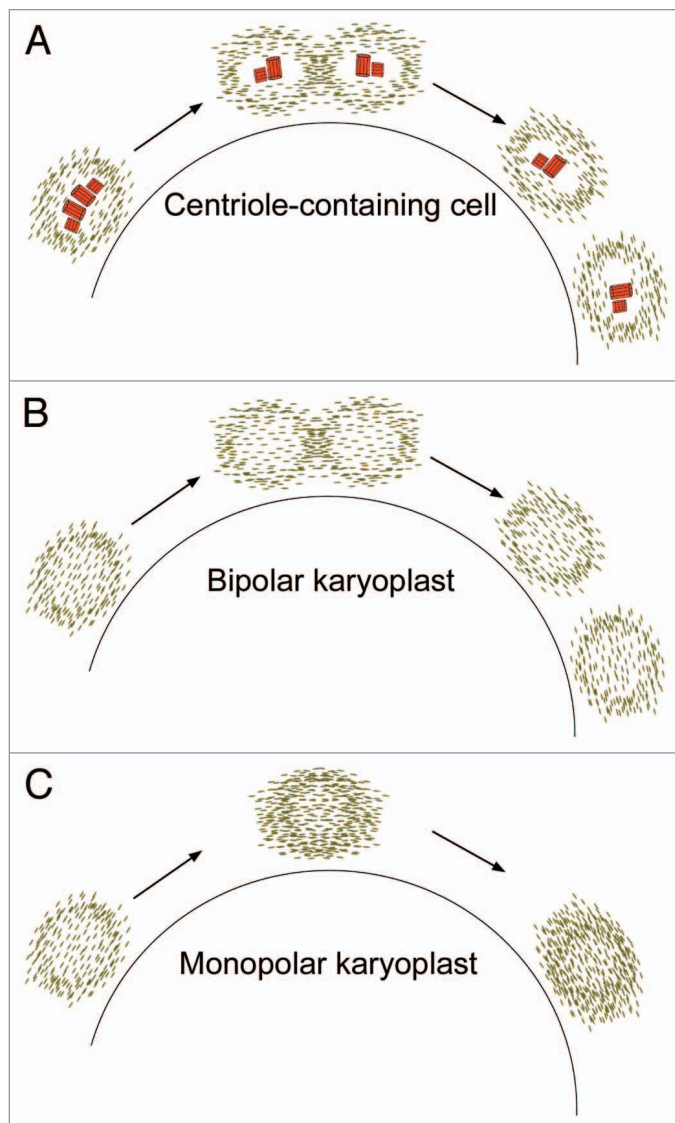 A
Centriole-containing cell
B
Bipolar karyoplast
C
Monopolar karyoplast